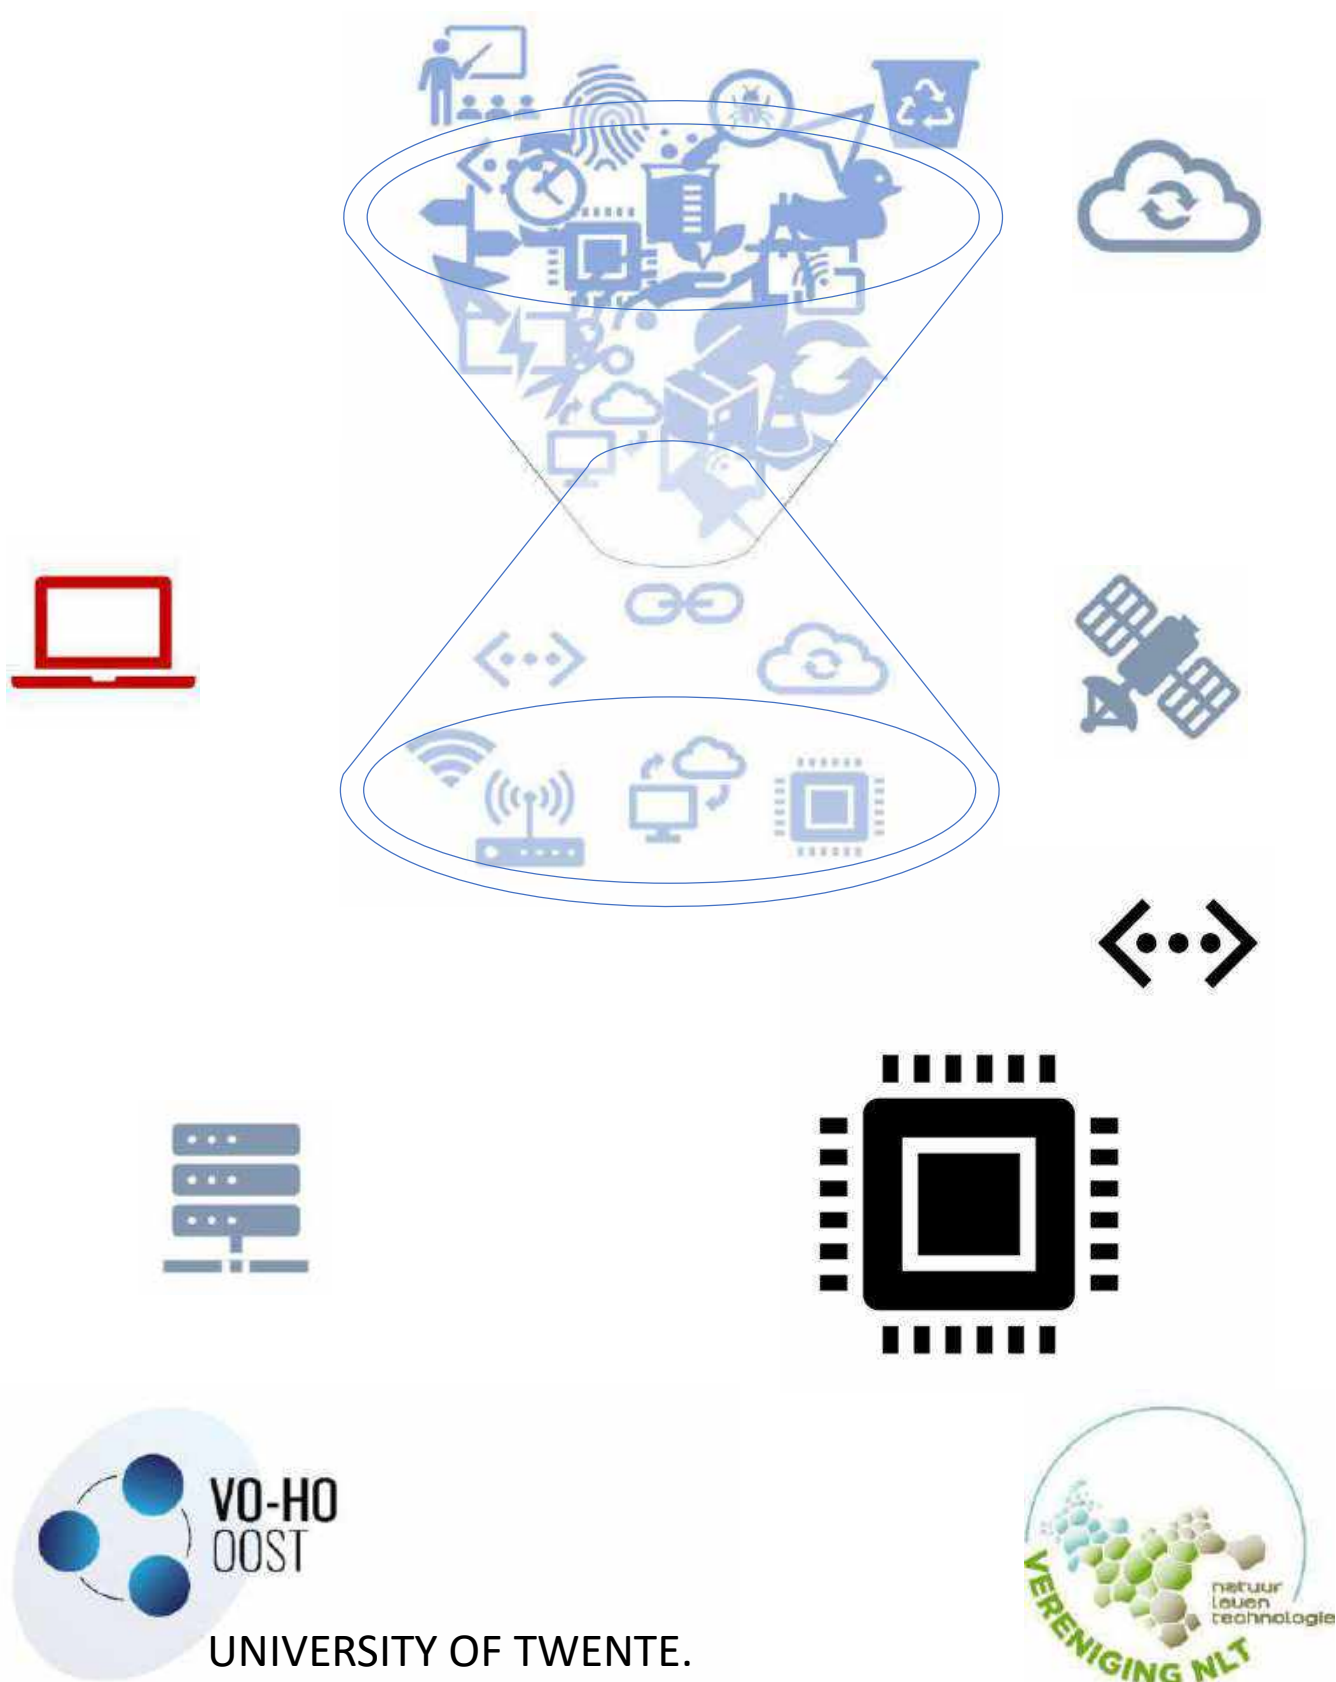 VO-HO
OOST
natuur
leven
technologie
VERENIGING NLT
UNIVERSITY OF TWENTE.